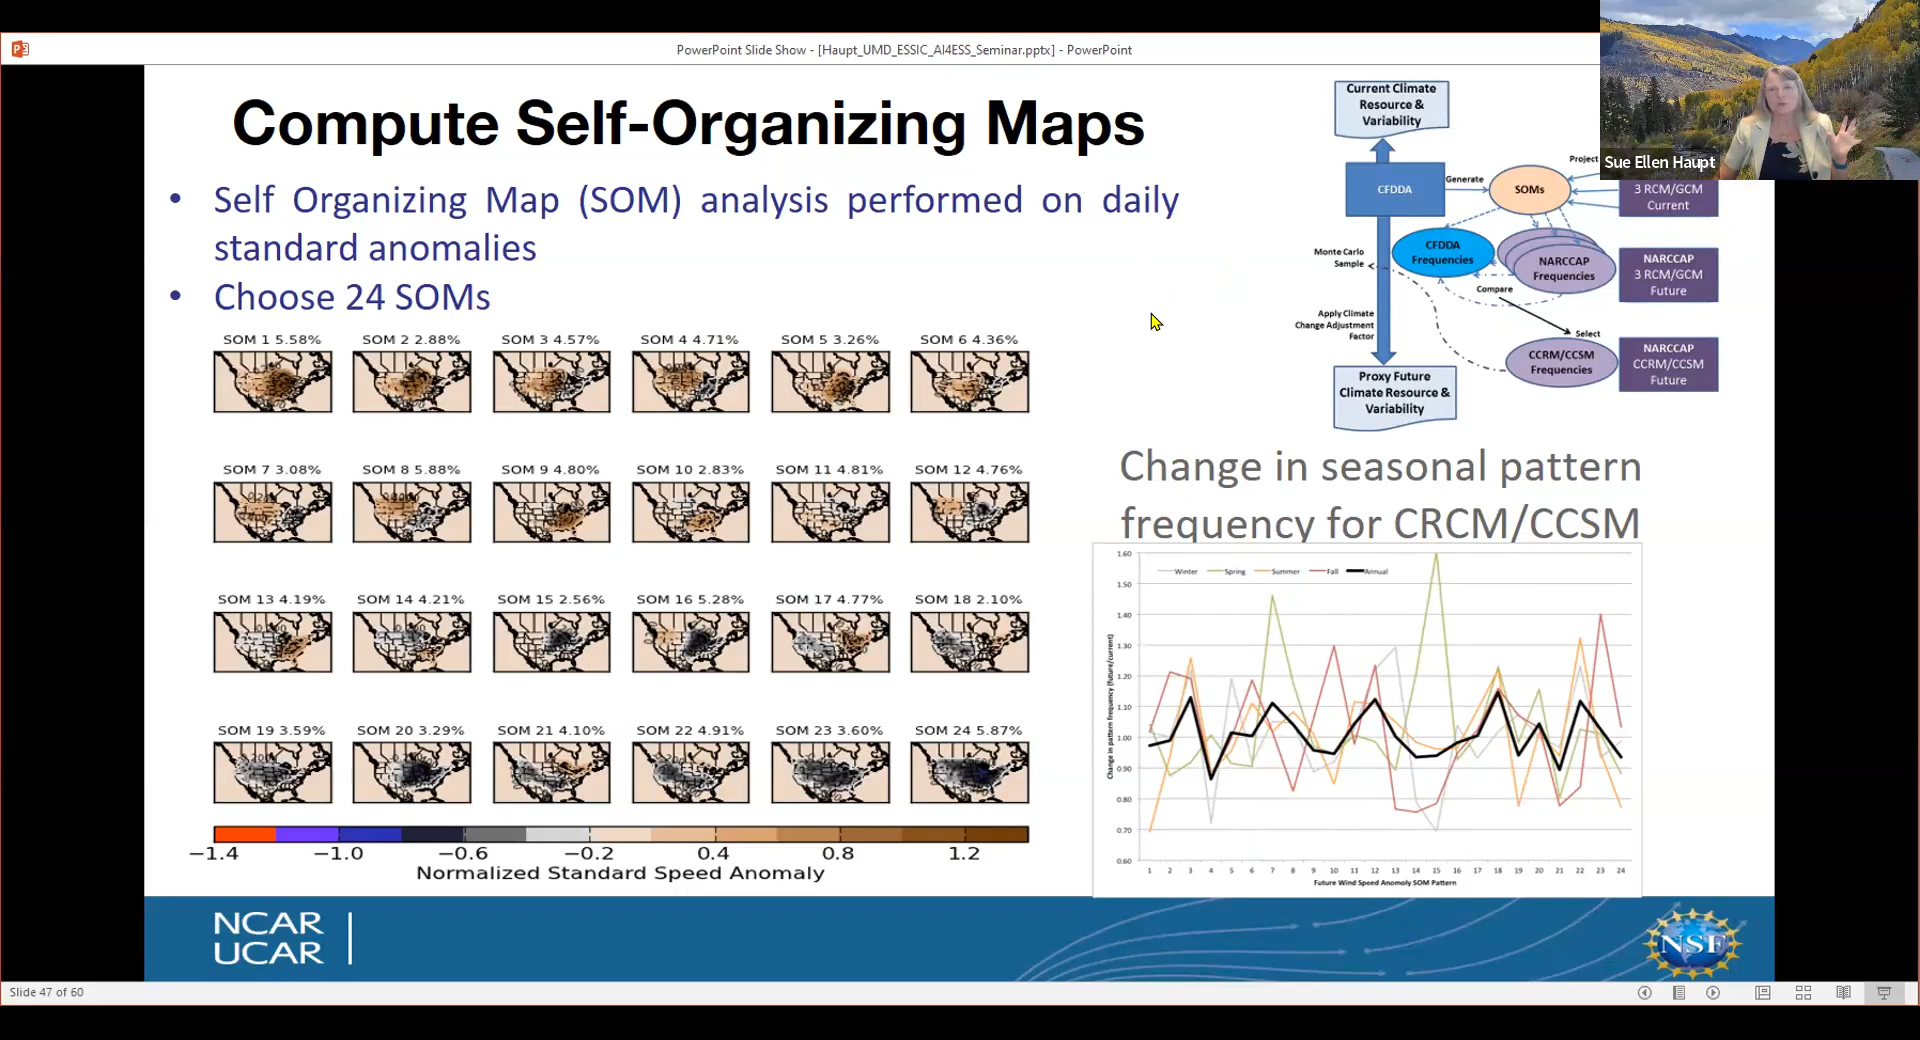 PowerPoint Slide Show - [Haupt_UMD_ESSIC_AI4ESS_Seminar.pptx] - PowerPoint
Sue Ellen Haupt
Compute Self-Organizing Maps
• Self Organizing Map (SOM) analysis performed on daily
standard anomalies
• Choose 24 SOMs
SOM 1 5.58% SOM 2 2.88% SOM 3 4.57% SOM 4 4.71% SOM 5 3.26% SOM 6 4.36%
SOM 7 3.08% SOM 8 5.88% SOM 9 4.80% SOM 10 2.83% SOM 11 4.81% SOM 12 4.76%
SOM 13 4.19% SOM 14 4.21% SOM 15 2.56% SOM 16 5.28% SOM 17 4.77% SOM 18 2.10%
SOM 19 3.59% SOM 20 3.29% SOM 21 4.10% SOM 22 4.91% SOM 23 3.60% SOM 24 5.87%
−1.4 −1.0 −0.6 −0.2 0.4 0.8 1.2
Normalized Standard Speed Anomaly
Current Climate
Resource &
Variability
CFDDA
Generate
SOMs
Project
3 RCM/GCM
Current
CFDDA
Frequencies
NARCCAP
Frequencies
NARCCAP
3 RCM/GCM
Future
Monte Carlo
Sample
Compare
Select
Apply Climate
Change Adjustment
Factor
CCRM/CCSM
Frequencies
NARCCAP
CCRM/CCSM
Future
Proxy Future
Climate Resource &
Variability
Change in seasonal pattern
frequency for CRCM/CCSM
Winter Spring Summer Fall Annual
1.60
1.50
1.40
1.30
1.20
1.10
1.00
0.90
0.80
0.70
0.60
Change in pattern frequency (future/current)
1 2 3 4 5 6 7 8 9 10 11 12 13 14 15 16 17 18 19 20 21 22 23 24
Future Wind Speed Anomaly SOM Pattern
NCAR
UCAR
NSF
Slide 47 of 60